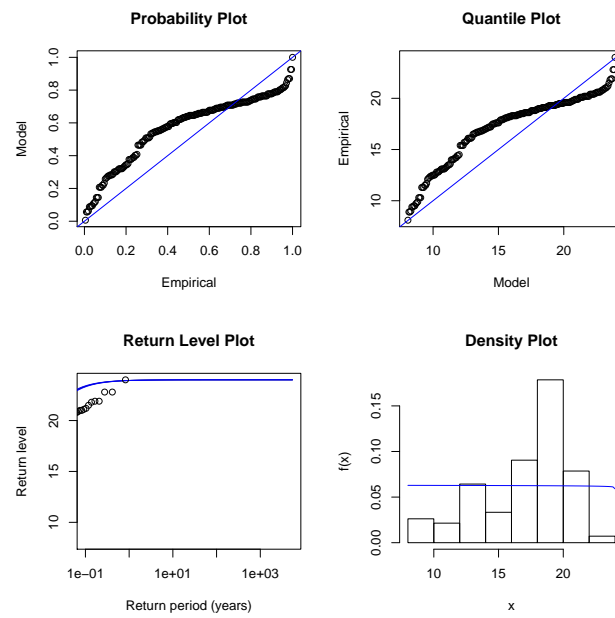 Probability Plot
Model
0.0 0.2 0.4 0.6 0.8 1.0
0.0 0.2 0.4 0.6 0.8 1.0
Empirical
Quantile Plot
Empirical
10 15 20
10 15 20
Model
Return Level Plot
Return level
10 15 20
1e−01 1e+01 1e+03
Return period (years)
Density Plot
f(x)
0.00 0.05 0.10 0.15
10 15 20
x